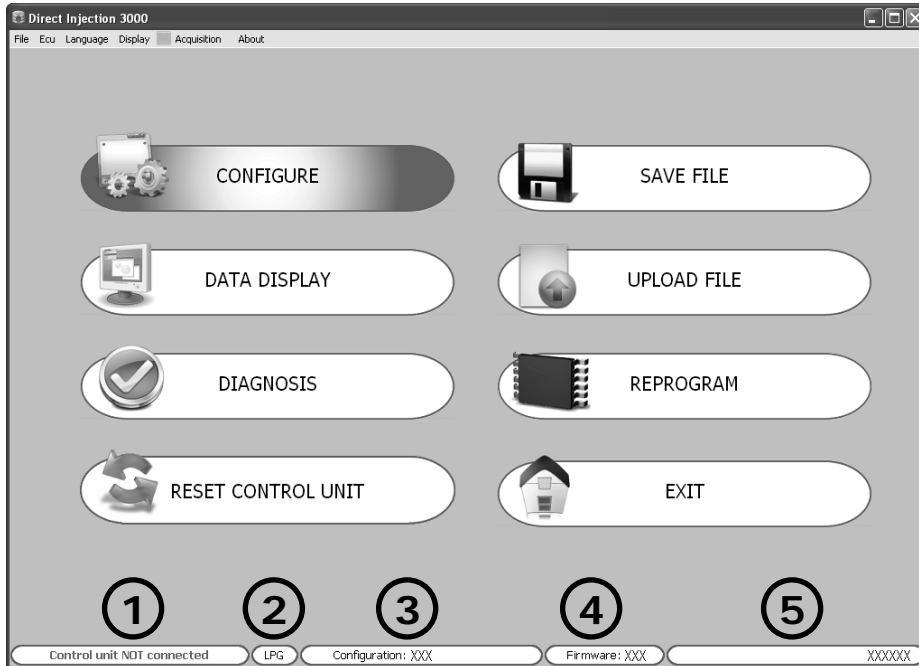 Direct Injection 3000
File Ecu Language Display Acquisition About
CONFIGURE
SAVE FILE
DATA DISPLAY
UPLOAD FILE
DIAGNOSIS
REPROGRAM
RESET CONTROL UNIT
EXIT
1 2 3 4 5
Control unit NOT connected LPG Configuration: XXX Firmware: XXX XXXXXX